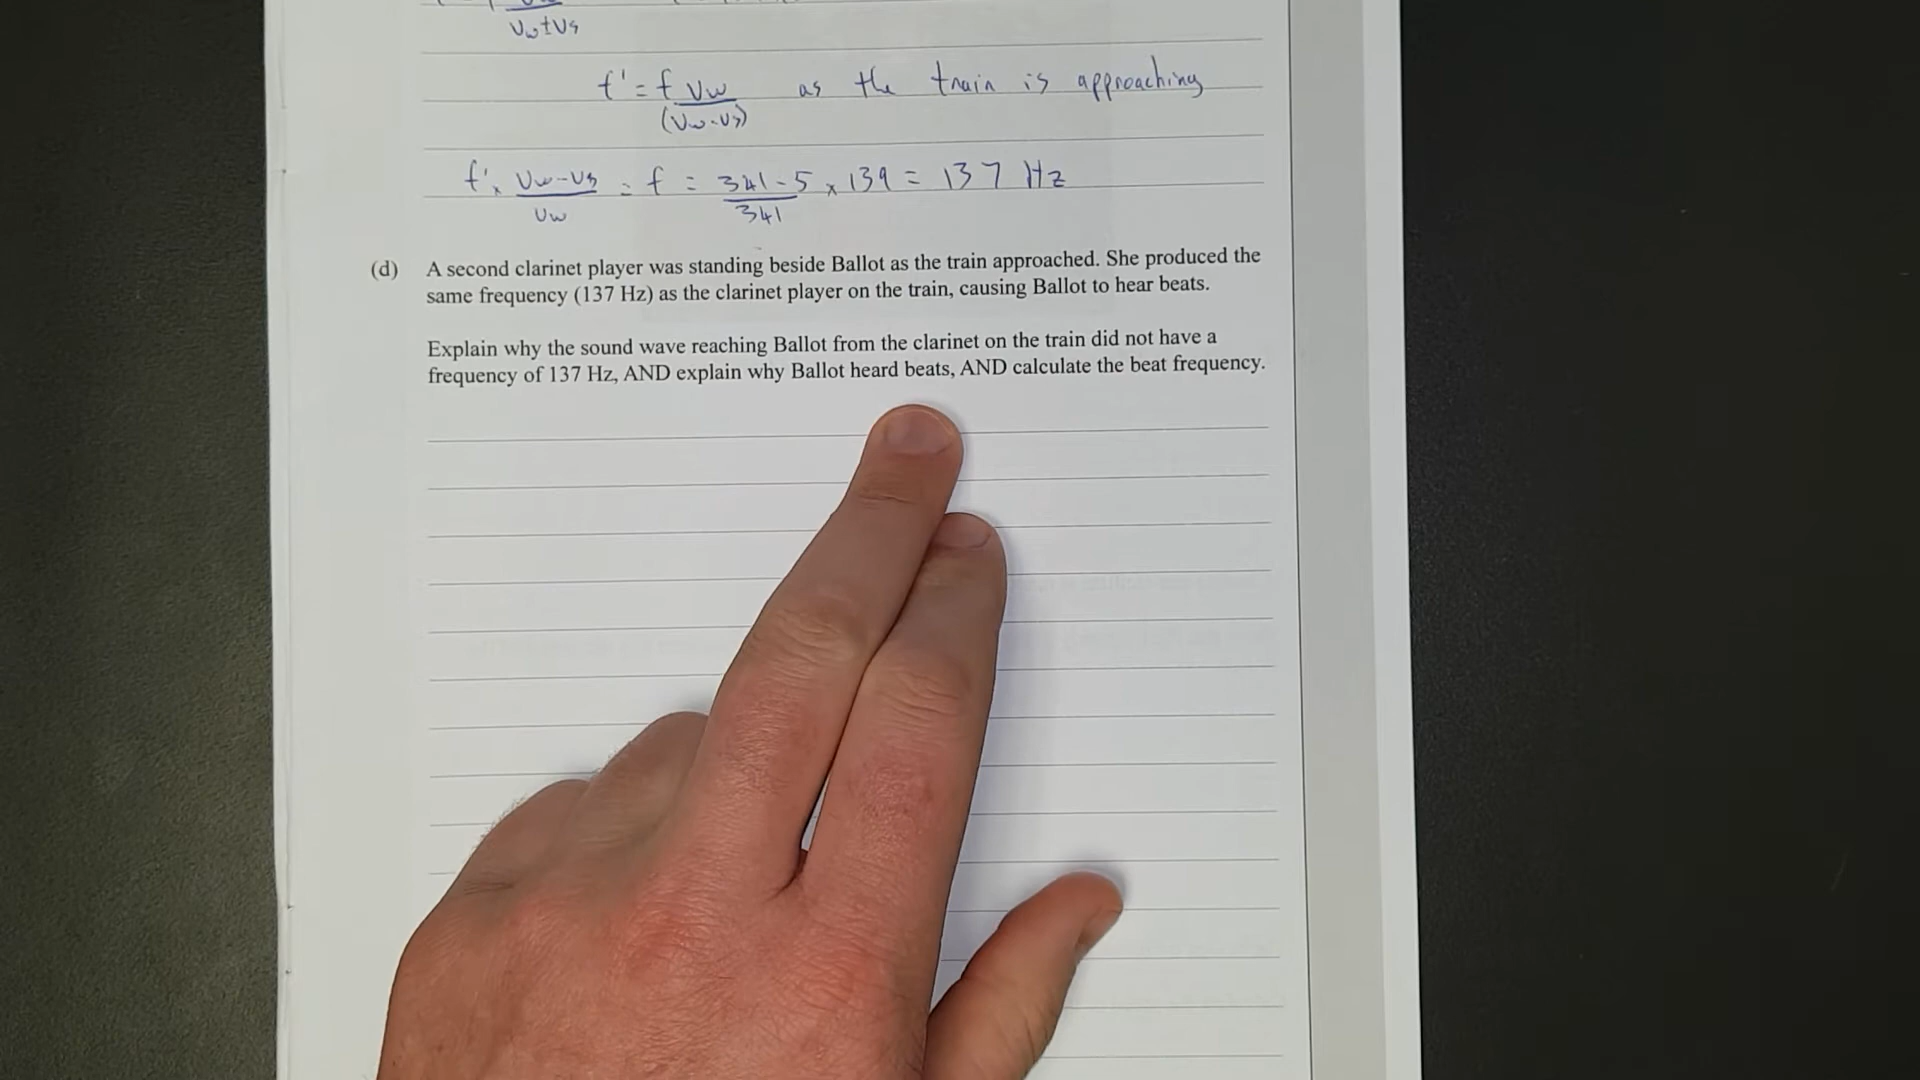 Vw±Vs
f' = f Vw as the train is approaching
(Vw-Vs)
f' x Vw-Vs = f = 341-5 x 139 = 137 Hz
Vw 341
(d) A second clarinet player was standing beside Ballot as the train approached. She produced the
same frequency (137 Hz) as the clarinet player on the train, causing Ballot to hear beats.
Explain why the sound wave reaching Ballot from the clarinet on the train did not have a
frequency of 137 Hz, AND explain why Ballot heard beats, AND calculate the beat frequency.